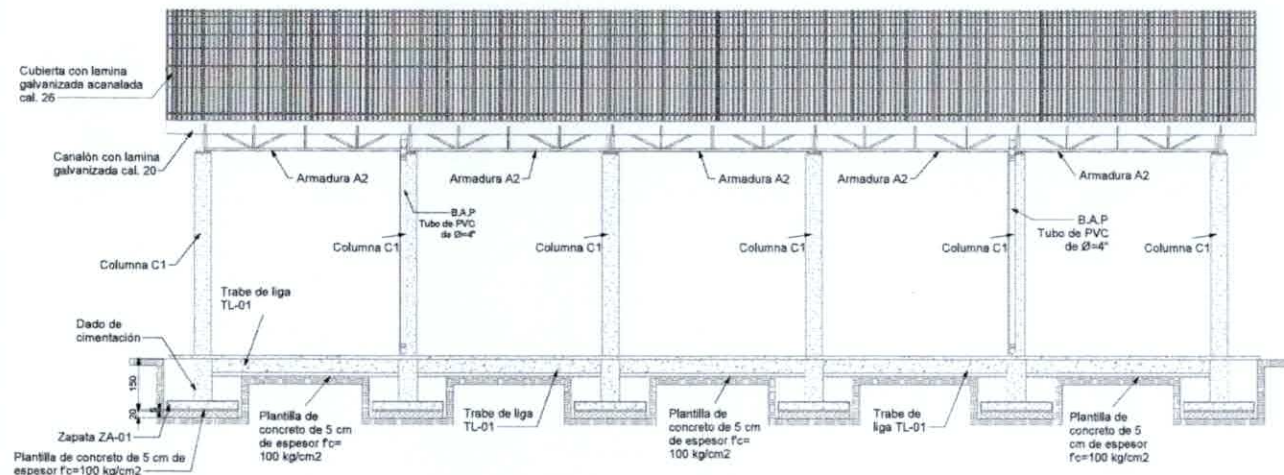 Cubierta con lamina
galvanizada acanalada
cal. 26
Canalón con lamina
galvanizada cal. 20
Armadura A2
Armadura A2
Armadura A2
Armadura A2
Armadura A2
B.A.P
Tubo de PVC
de Ø=4"
B.A.P
Tubo de PVC
de Ø=4"
Columna C1
Columna C1
Columna C1
Columna C1
Columna C1
Columna C1
Trabe de liga
TL-01
Dado de
cimentación
150
20
5
Zapata ZA-01
Plantilla de concreto de 5 cm de
espesor f'c=100 kg/cm2
Plantilla de
concreto de 5 cm
de espesor f'c=
100 kg/cm2
Trabe de liga
TL-01
Plantilla de
concreto de 5 cm
de espesor f'c=
100 kg/cm2
Trabe de
liga TL-01
Plantilla de
concreto de 5
cm de espesor
f'c=100 kg/cm2